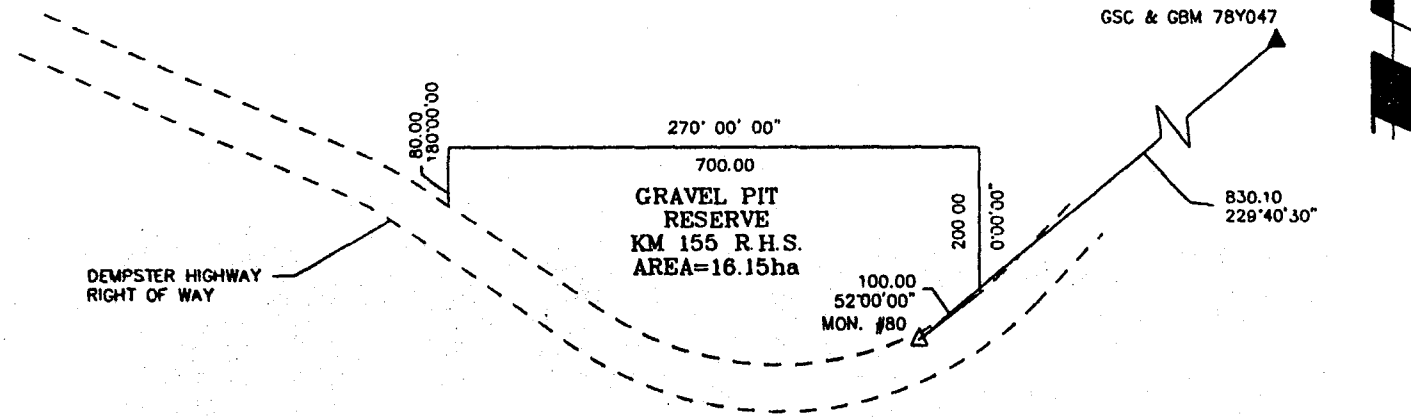 GSC & GBM 78Y047
80.00
180°00'00"
270° 00' 00"
700.00
GRAVEL PIT
RESERVE
KM 155 R.H.S.
AREA=16.15ha
200 00
0°00'00"
830.10
229°40'30"
DEMPSTER HIGHWAY
RIGHT OF WAY
100.00
52°00'00"
MON. #80